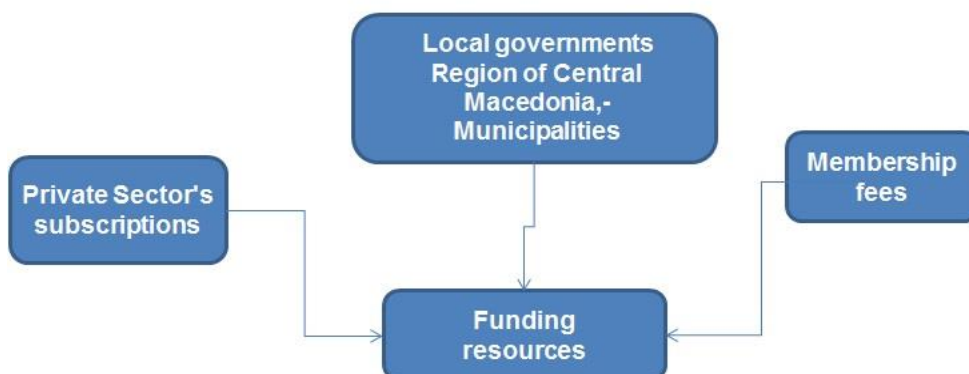 Local governments
Region of Central
Macedonia,-
Municipalities
Private Sector's
subscriptions
Membership
fees
Funding
resources